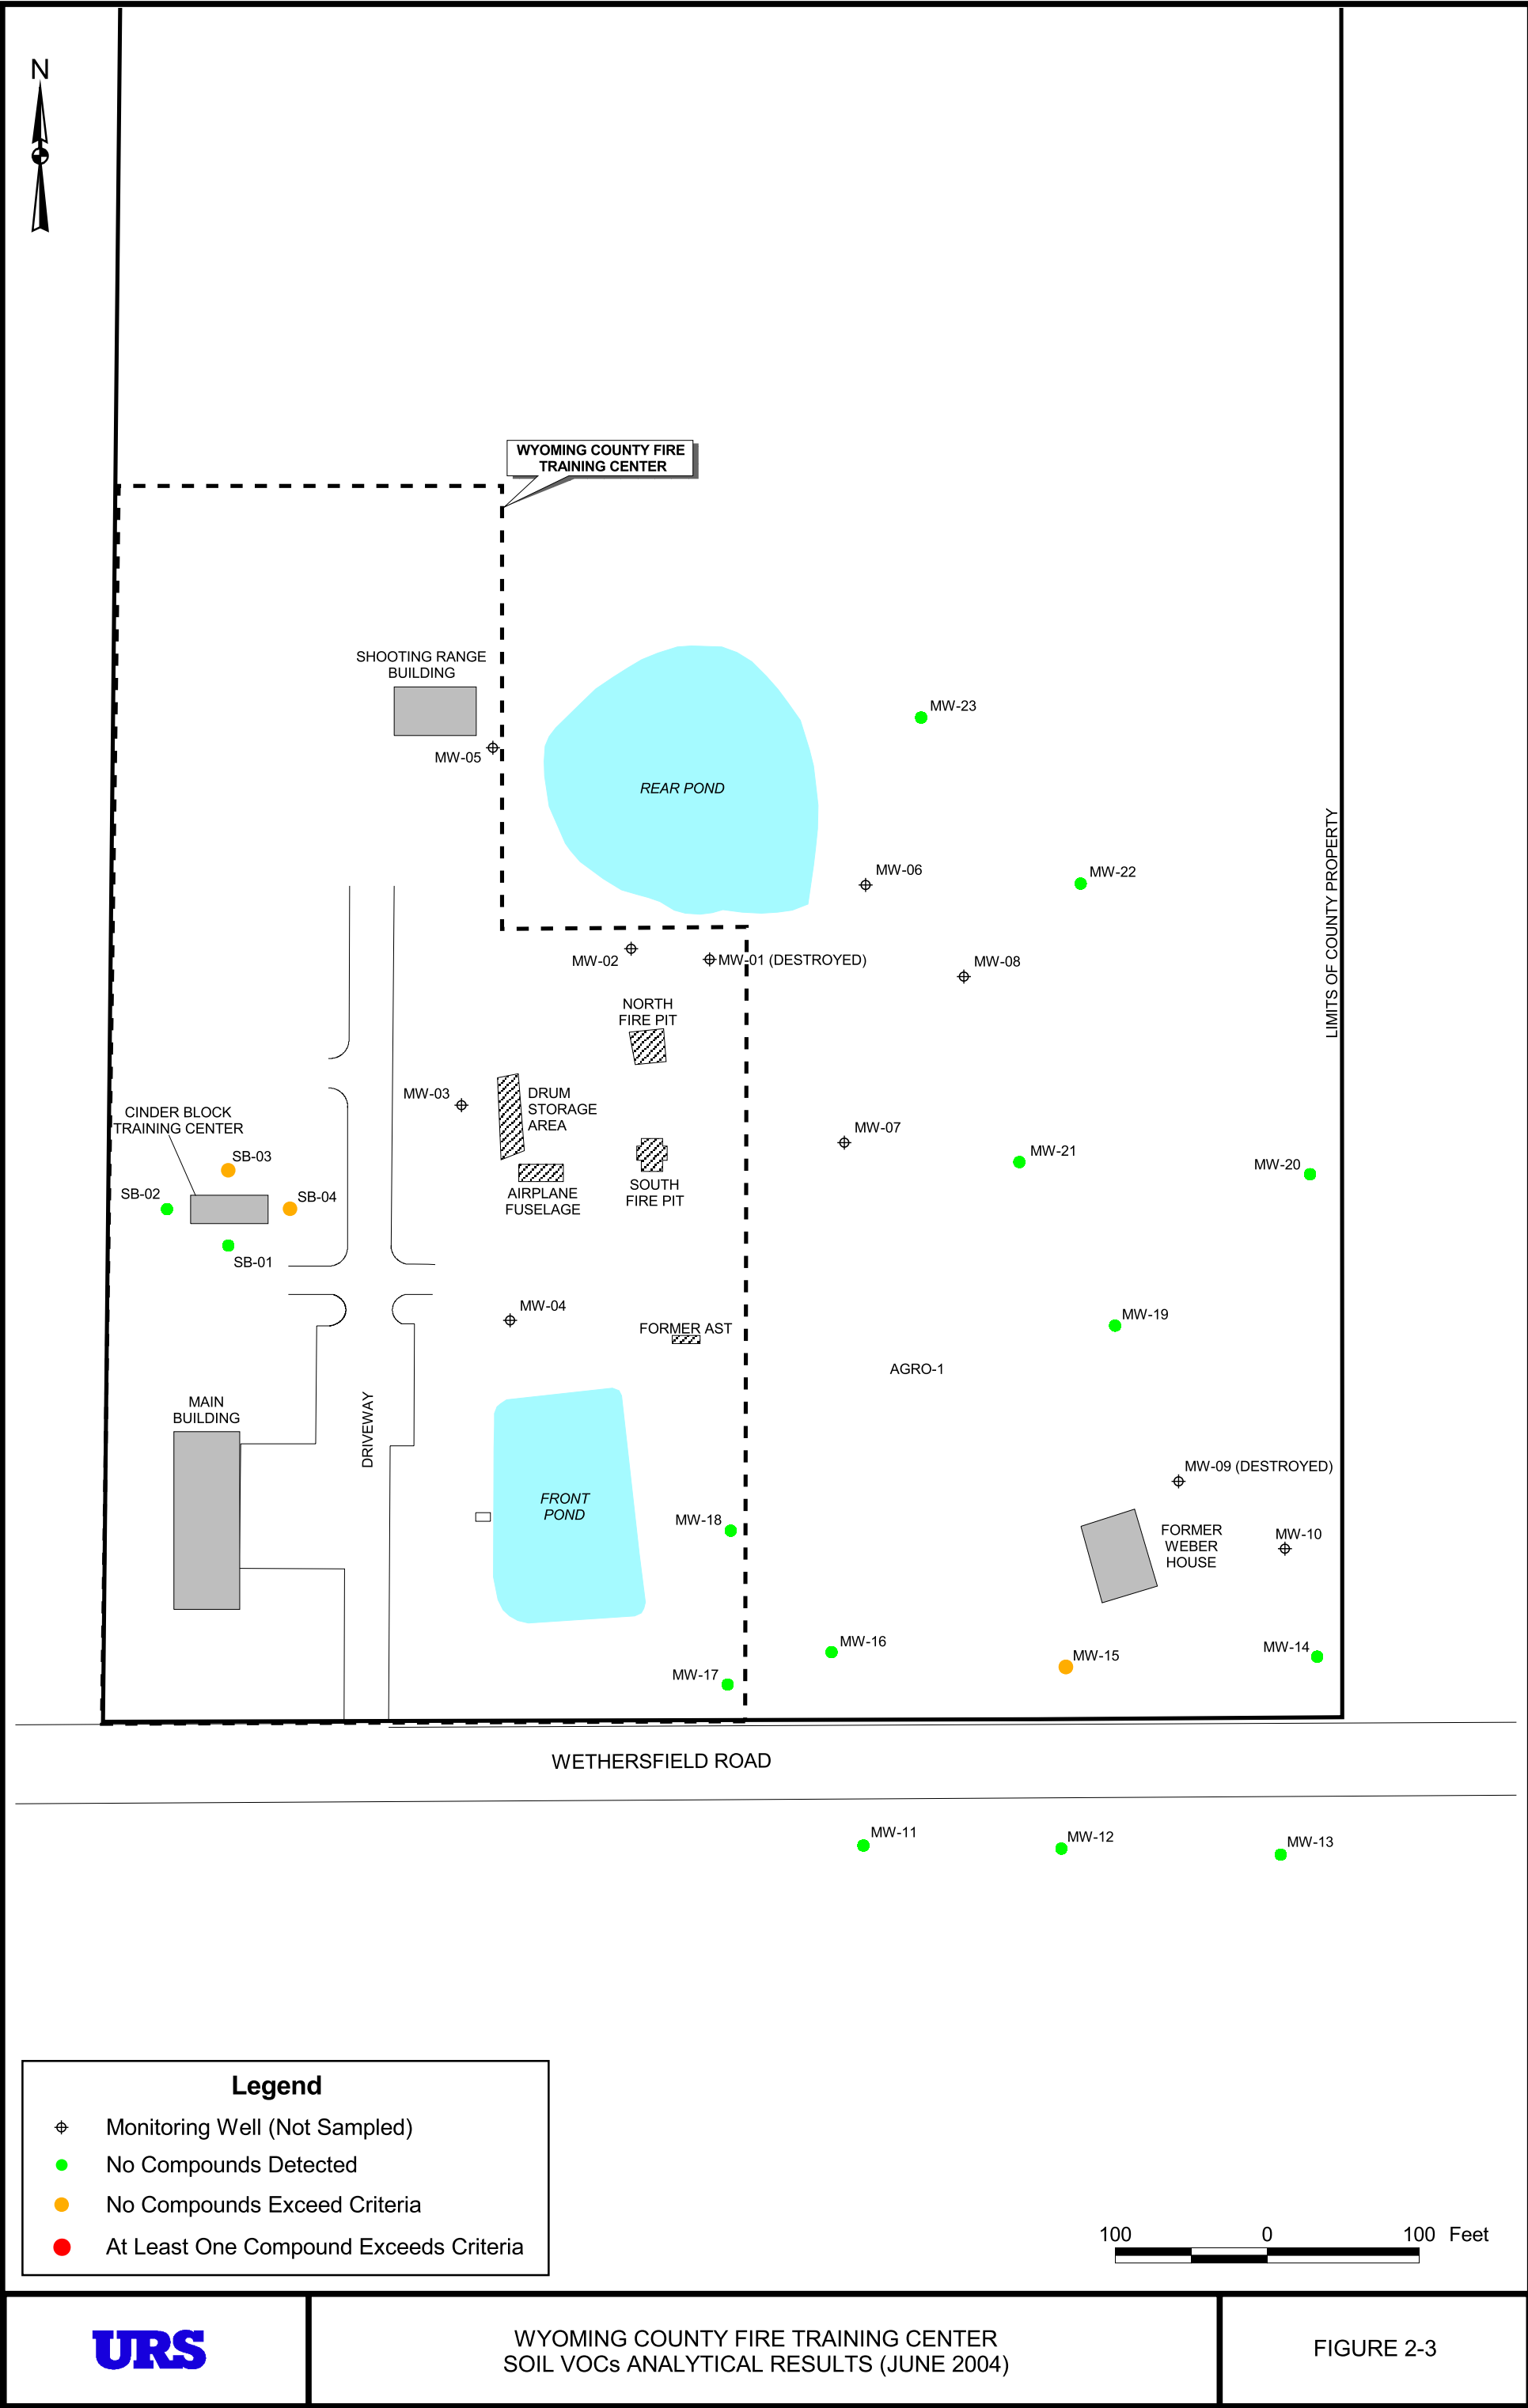 N
WYOMING COUNTY FIRE
TRAINING CENTER
SHOOTING RANGE
BUILDING
MW-05
REAR POND
MW-23
MW-06
MW-22
LIMITS OF COUNTY PROPERTY
MW-02
MW-01 (DESTROYED)
MW-08
NORTH
FIRE PIT
MW-03
DRUM
STORAGE
AREA
CINDER BLOCK
TRAINING CENTER
MW-07
MW-21
MW-20
SB-03
SB-02
SB-04
SB-01
AIRPLANE
FUSELAGE
SOUTH
FIRE PIT
MW-04
FORMER AST
MW-19
AGRO-1
MAIN
BUILDING
DRIVEWAY
FRONT
POND
MW-18
MW-09 (DESTROYED)
FORMER
WEBER
HOUSE
MW-10
MW-16
MW-17
MW-15
MW-14
WETHERSFIELD ROAD
MW-11
MW-12
MW-13
Legend
Monitoring Well (Not Sampled)
No Compounds Detected
No Compounds Exceed Criteria
At Least One Compound Exceeds Criteria
100 0 100 Feet
URS
WYOMING COUNTY FIRE TRAINING CENTER
SOIL VOCs ANALYTICAL RESULTS (JUNE 2004)
FIGURE 2-3